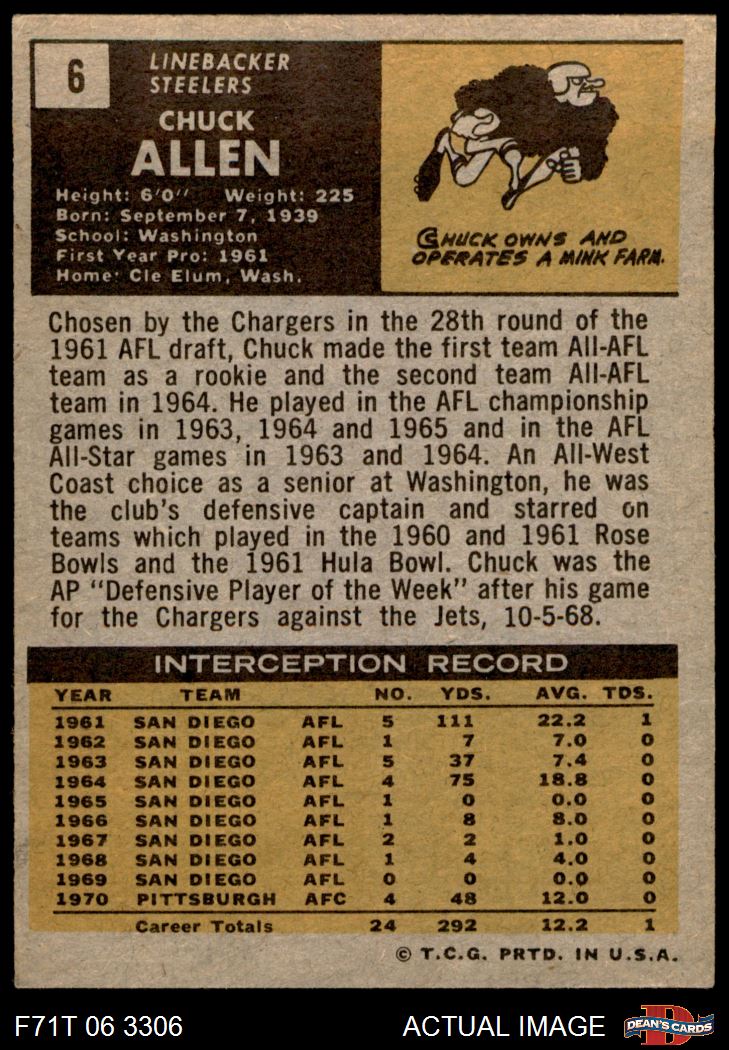 6
LINEBACKER
STEELERS
CHUCK
ALLEN
Height: 6'0" Weight: 225
Born: September 7, 1939
School: Washington
First Year Pro: 1961
Home: Cle Elum, Wash.
CHUCK OWNS AND
OPERATES A MINK FARM.
Chosen by the Chargers in the 28th round of the
1961 AFL draft, Chuck made the first team All-AFL
team as a rookie and the second team All-AFL
team in 1964. He played in the AFL championship
games in 1963, 1964 and 1965 and in the AFL
All-Star games in 1963 and 1964. An All-West
Coast choice as a senior at Washington, he was
the club's defensive captain and starred on
teams which played in the 1960 and 1961 Rose
Bowls and the 1961 Hula Bowl. Chuck was the
AP "Defensive Player of the Week" after his game
for the Chargers against the Jets, 10-5-68.
INTERCEPTION RECORD
YEAR TEAM NO. YDS. AVG. TDS.
1961 SAN DIEGO AFL 5 111 22.2 1
1962 SAN DIEGO AFL 1 7 7.0 0
1963 SAN DIEGO AFL 5 37 7.4 0
1964 SAN DIEGO AFL 4 75 18.8 0
1965 SAN DIEGO AFL 1 0 0.0 0
1966 SAN DIEGO AFL 1 8 8.0 0
1967 SAN DIEGO AFL 2 2 1.0 0
1968 SAN DIEGO AFL 1 4 4.0 0
1969 SAN DIEGO AFL 0 0 0.0 0
1970 PITTSBURGH AFC 4 48 12.0 0
Career Totals 24 292 12.2 1
© T.C.G. PRTD. IN U.S.A.
F71T 06 3306 ACTUAL IMAGE D DEAN'S CARDS